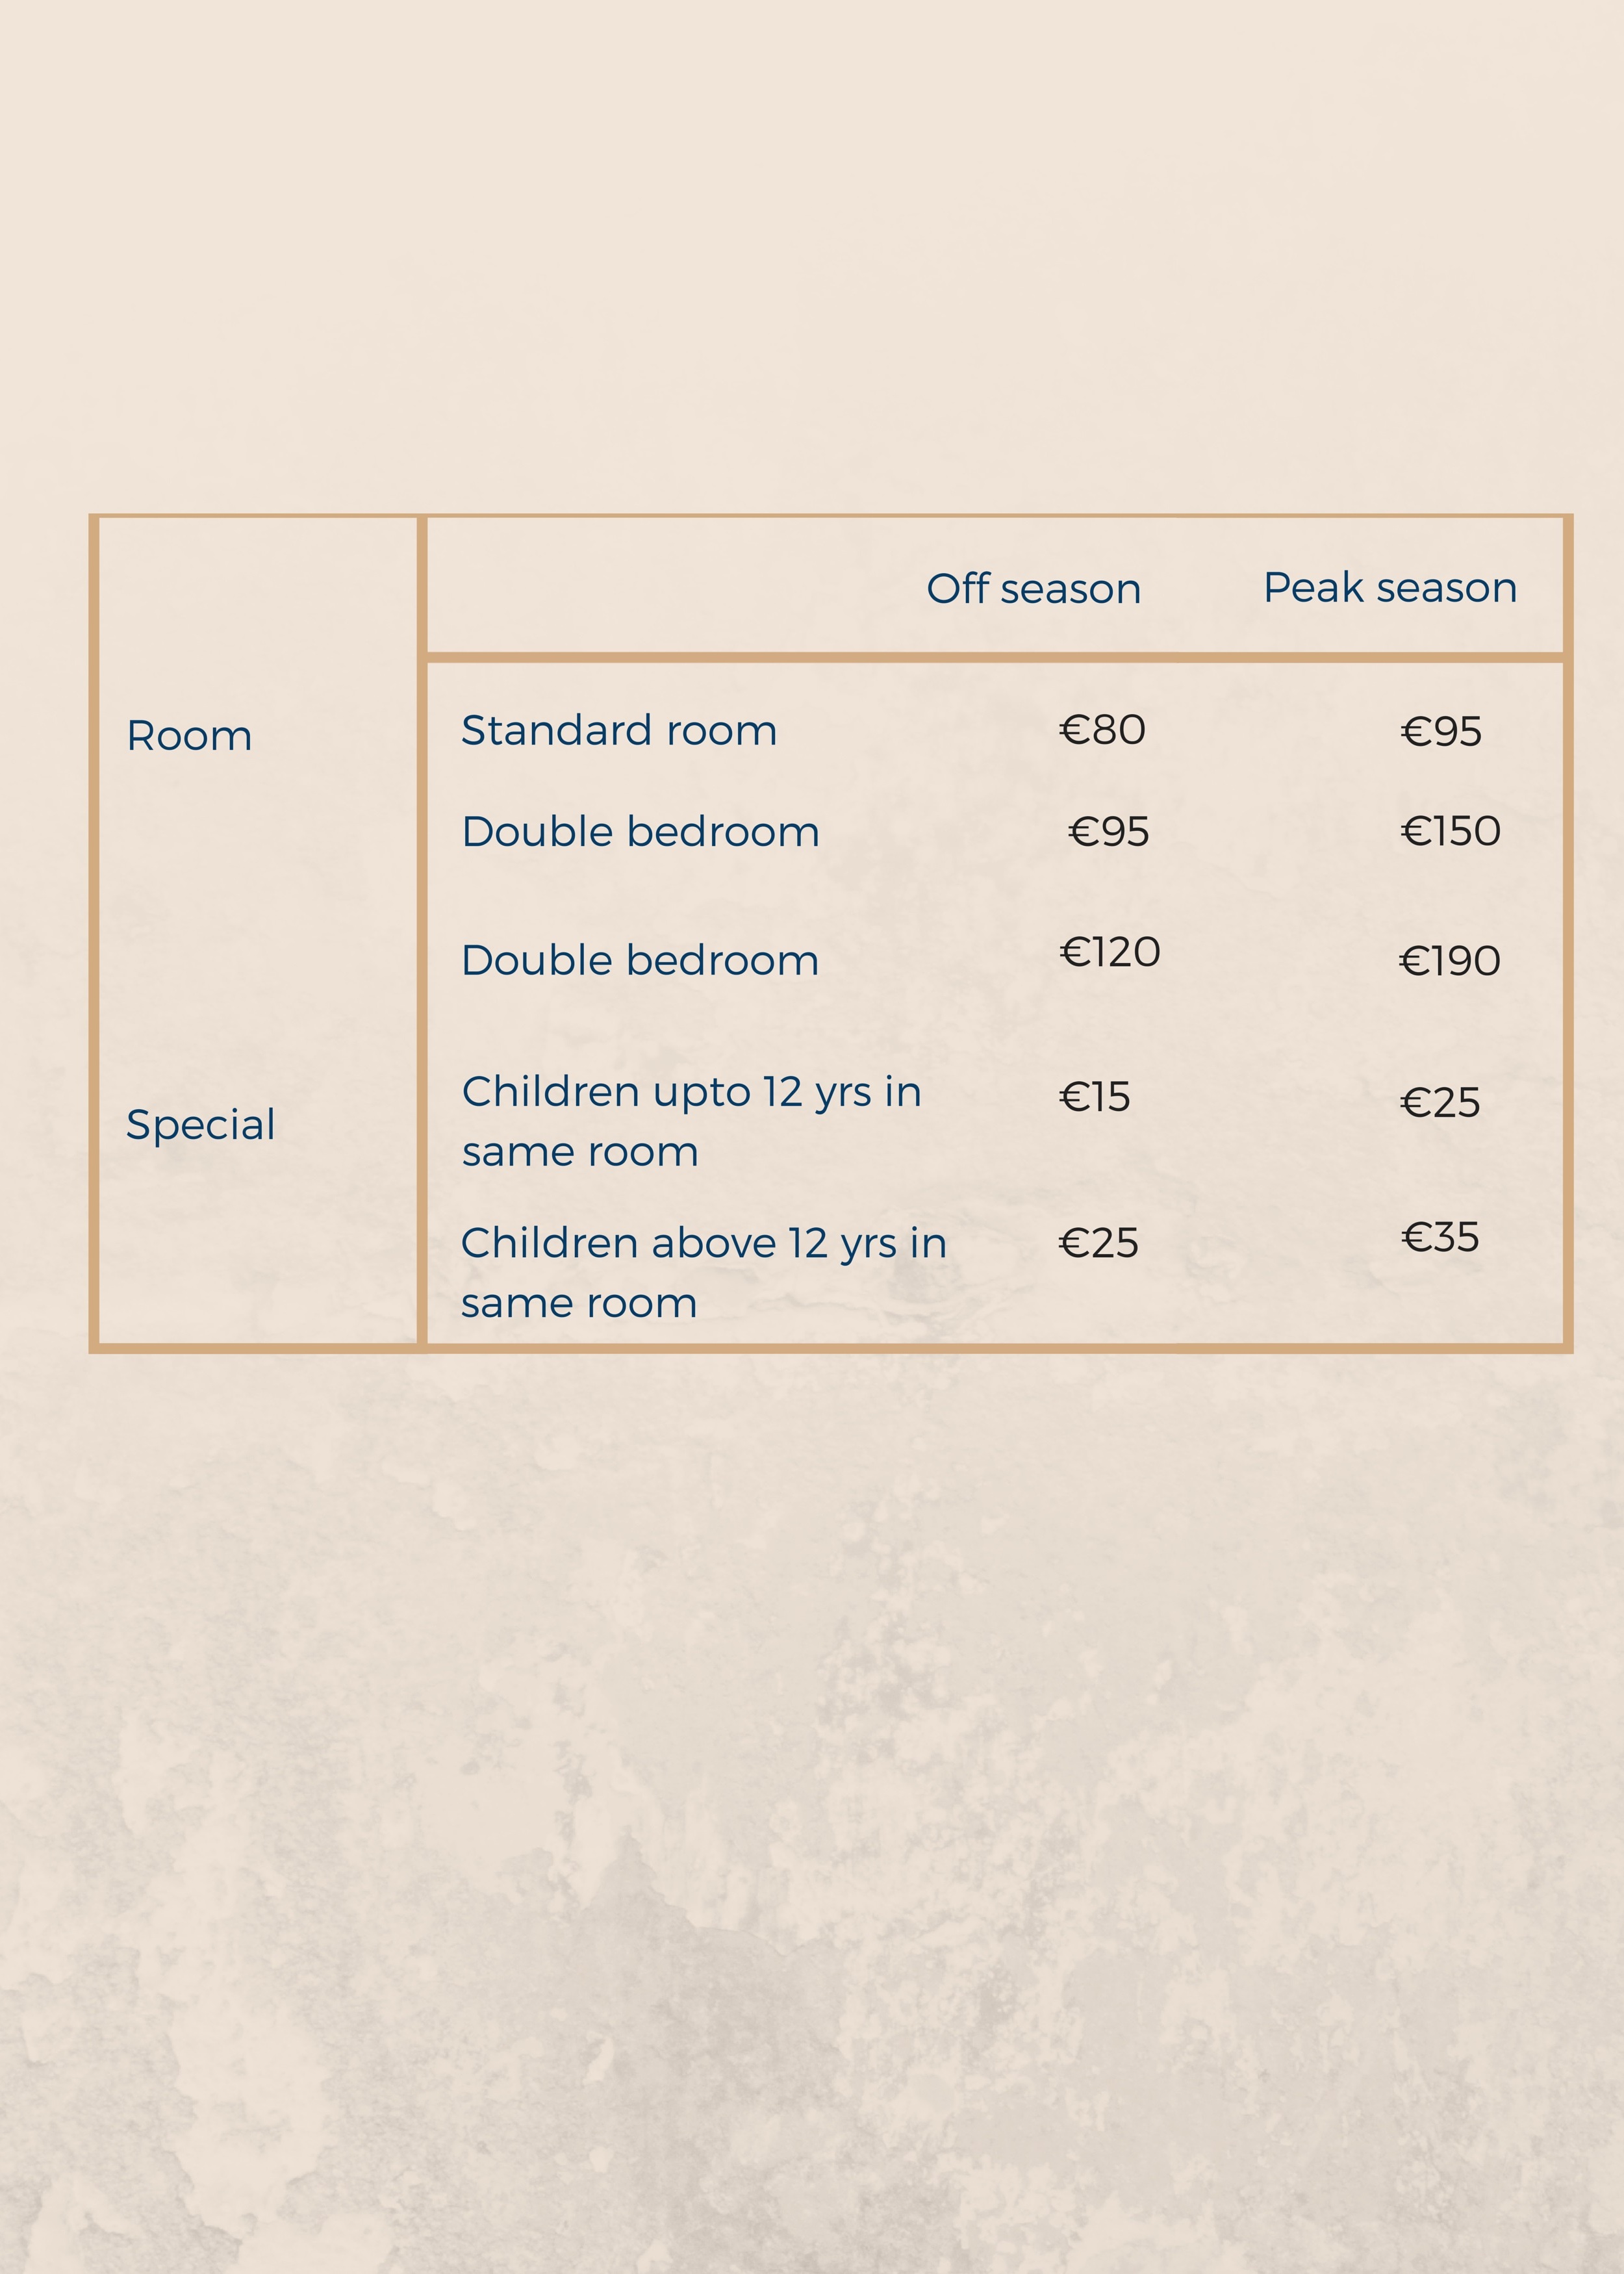 Off season Peak season
Room Standard room €80 €95
Double bedroom €95 €150
Double bedroom €120 €190
Special Children upto 12 yrs in €15 €25
same room
Children above 12 yrs in €25 €35
same room